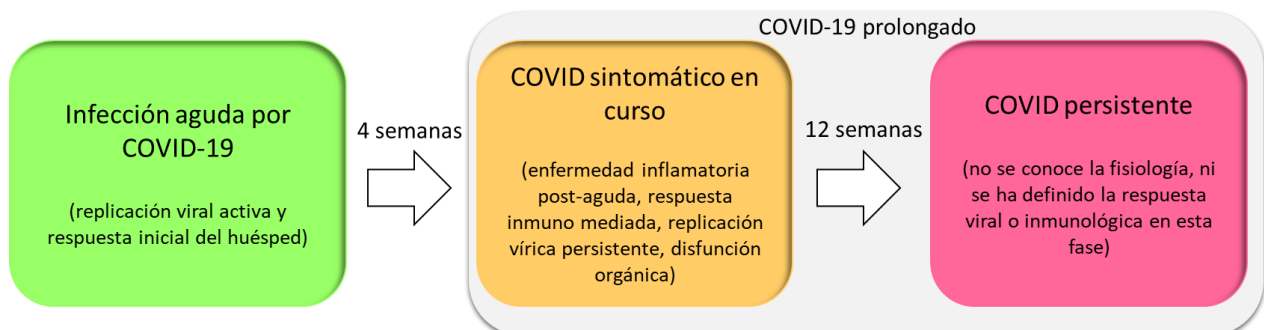 COVID-19 prolongado
Infección aguda por
COVID-19
(replicación viral activa y
respuesta inicial del huésped)
4 semanas
COVID sintomático en
curso
(enfermedad inflamatoria
post-aguda, respuesta
inmuno mediada, replicación
vírica persistente, disfunción
orgánica)
12 semanas
COVID persistente
(no se conoce la fisiología, ni
se ha definido la respuesta
viral o inmunológica en esta
fase)